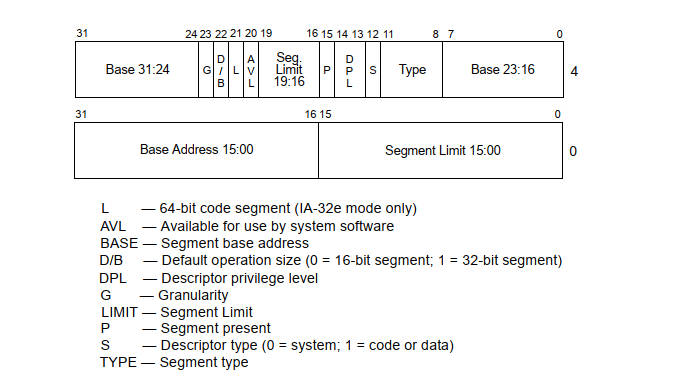 31 24 23 22 21 20 19 16 15 14 13 12 11 8 7 0
Base 31:24 G D/B L AVL Seg. Limit 19:16 P DPL S Type Base 23:16 4
31 16 15 0
Base Address 15:00 Segment Limit 15:00 0
L — 64-bit code segment (IA-32e mode only)
AVL — Available for use by system software
BASE — Segment base address
D/B — Default operation size (0 = 16-bit segment; 1 = 32-bit segment)
DPL — Descriptor privilege level
G — Granularity
LIMIT — Segment Limit
P — Segment present
S — Descriptor type (0 = system; 1 = code or data)
TYPE — Segment type